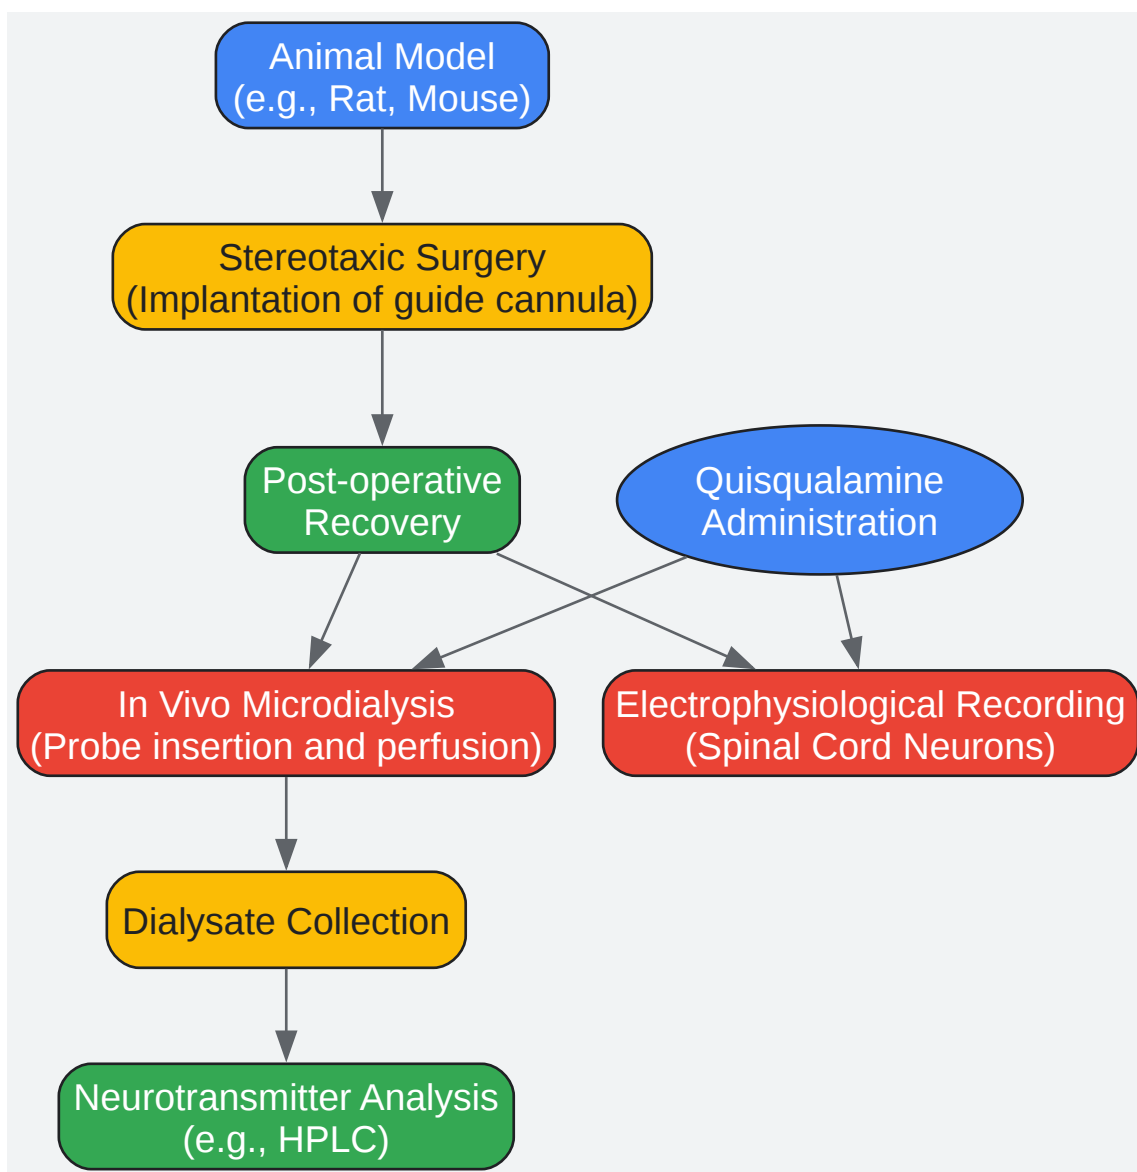 Animal Model
(e.g., Rat, Mouse)
Stereotaxic Surgery
(Implantation of guide cannula)
Post-operative
Recovery
Quisqualamine
Administration
In Vivo Microdialysis
(Probe insertion and perfusion)
Electrophysiological Recording
(Spinal Cord Neurons)
Dialysate Collection
Neurotransmitter Analysis
(e.g., HPLC)